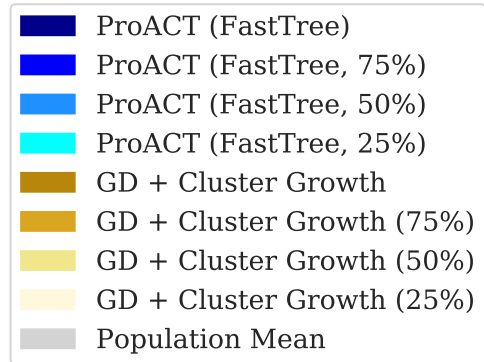 ProACT (FastTree)
ProACT (FastTree, 75%)
ProACT (FastTree, 50%)
ProACT (FastTree, 25%)
GD + Cluster Growth
GD + Cluster Growth (75%)
GD + Cluster Growth (50%)
GD + Cluster Growth (25%)
Population Mean